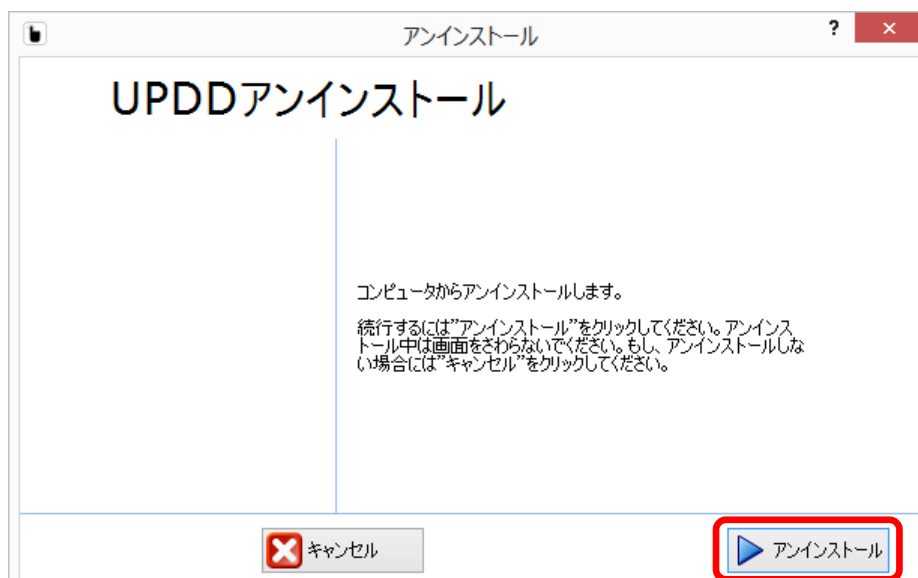 アンインストール
?
UPDDアンインストール
コンピュータからアンインストールします。
続行するには”アンインストール”をクリックしてください。アンインス
トール中は画面をさわらないでください。もし、アンインストールしな
い場合には”キャンセル”をクリックしてください。
キャンセル
アンインストール